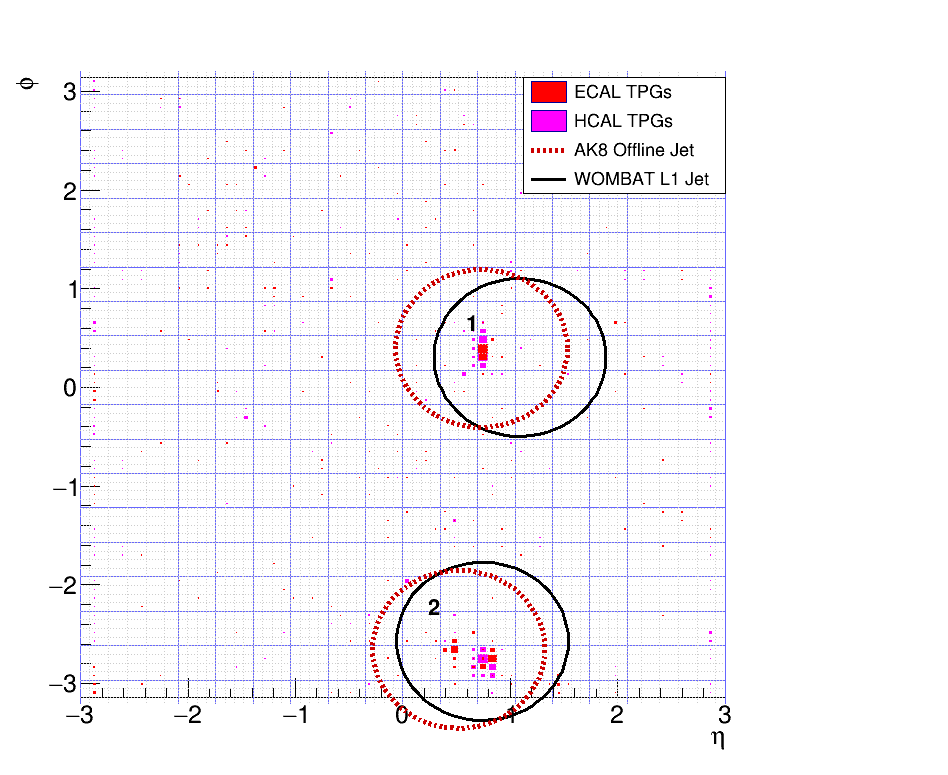 φ
3
ECAL TPGs
HCAL TPGs
AK8 Offline Jet
WOMBAT L1 Jet
2
1
1
0
−1
−2
2
−3
−3 −2 −1 0 1 2 3
η